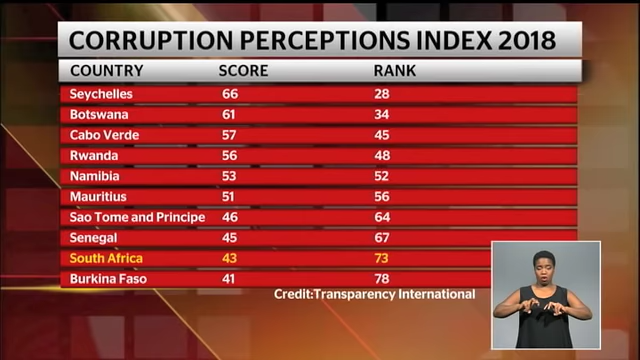 CORRUPTION PERCEPTIONS INDEX 2018
COUNTRY SCORE RANK
Seychelles 66 28
Botswana 61 34
Cabo Verde 57 45
Rwanda 56 48
Namibia 53 52
Mauritius 51 56
Sao Tome and Principe 46 64
Senegal 45 67
South Africa 43 73
Burkina Faso 41 78
Credit:Transparency International